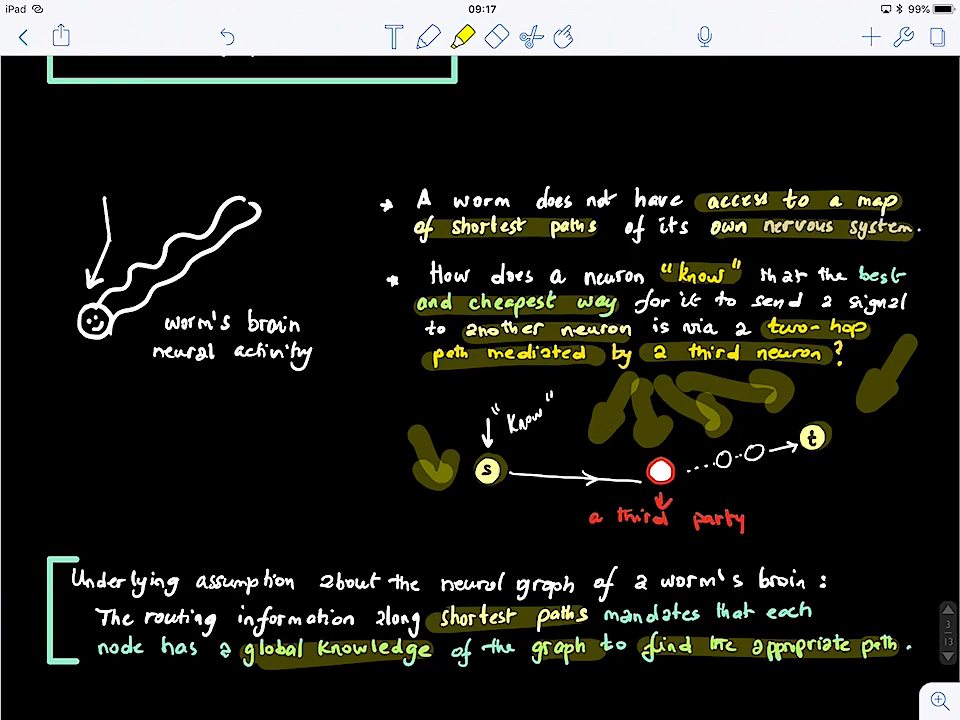 iPad
09:17
99%
T
* A worm does not have access to a map
of shortest paths of its own nervous system.
* How does a neuron "know" that the best
and cheapest way for it to send a signal
to another neuron is via a two-hop
path mediated by a third neuron?
worm's brain
neural activity
"know"
s
t
a third party
Underlying assumption about the neural graph of a worm's brain:
The routing information along shortest paths mandates that each
node has a global knowledge of the graph to find the appropriate path.
3
13